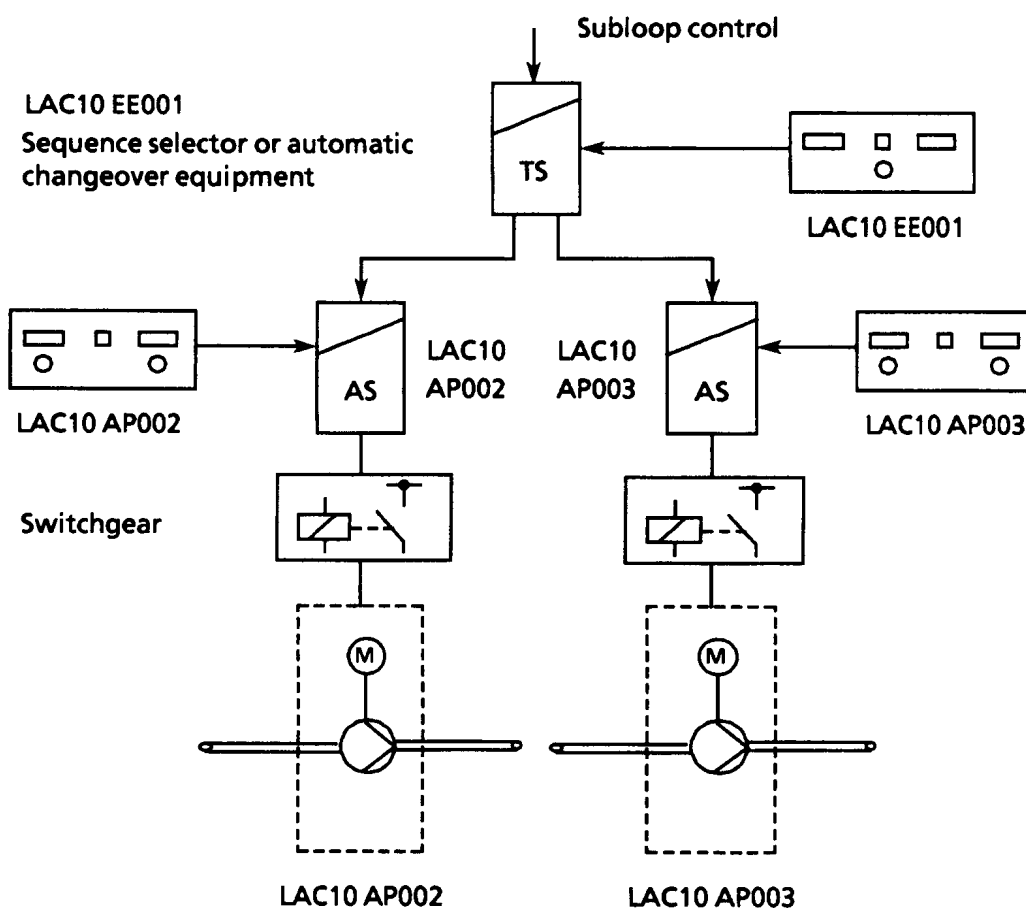 Subloop control
LAC10 EE001
Sequence selector or automatic
changeover equipment
TS
LAC10 EE001
LAC10
AP002
LAC10
AP003
AS
AS
LAC10 AP002
LAC10 AP003
Switchgear
M
M
LAC10 AP002
LAC10 AP003